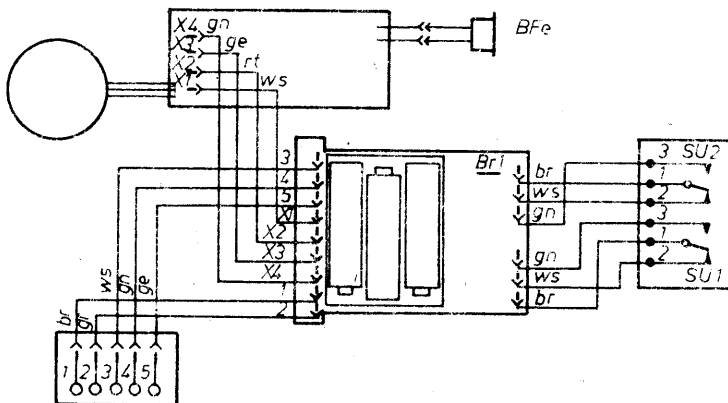 X4 gn
X3 ge
X2 rt
X1 ws
BFe
3
4
5
X1
X2
X3
X4
1
2
Br1
br
ws
gn
gn
ws
br
3 SU2
1
2
3
1
2
SU1
br
gr
ws
gn
ge
1 2 3 4 5